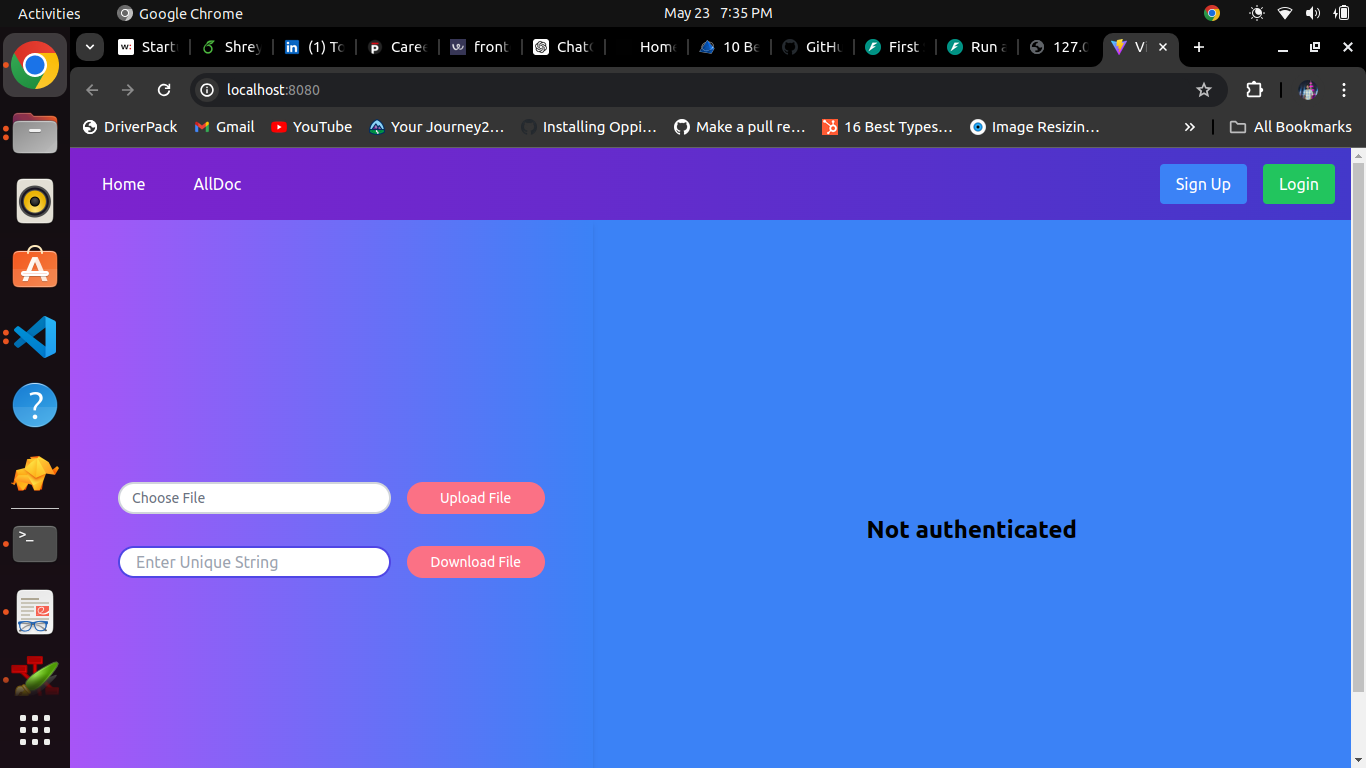 Activities Google Chrome May 23 7:35 PM
Start Shrey (1) To Caree front Chat Home 10 Be GitHu First Run a 127.0 Vi
localhost:8080
DriverPack Gmail YouTube Your Journey2… Installing Oppi… Make a pull re… 16 Best Types… Image Resizin… » All Bookmarks
Home AllDoc Sign Up Login
Choose File Upload File
Not authenticated
Enter Unique String Download File